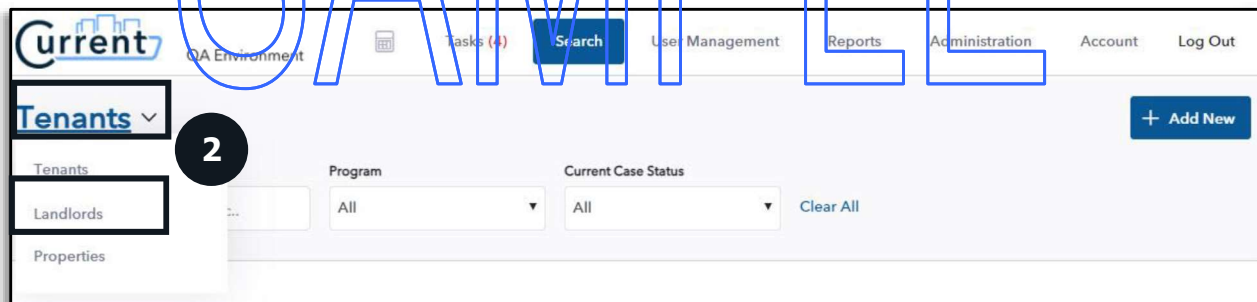 SAMPLE
Current
QA Environment
Tasks (4)
Search
User Management
Reports
Administration
Account
Log Out
Tenants
+ Add New
2
Tenants
Program
Current Case Status
Landlords
c..
All
All
Clear All
Properties